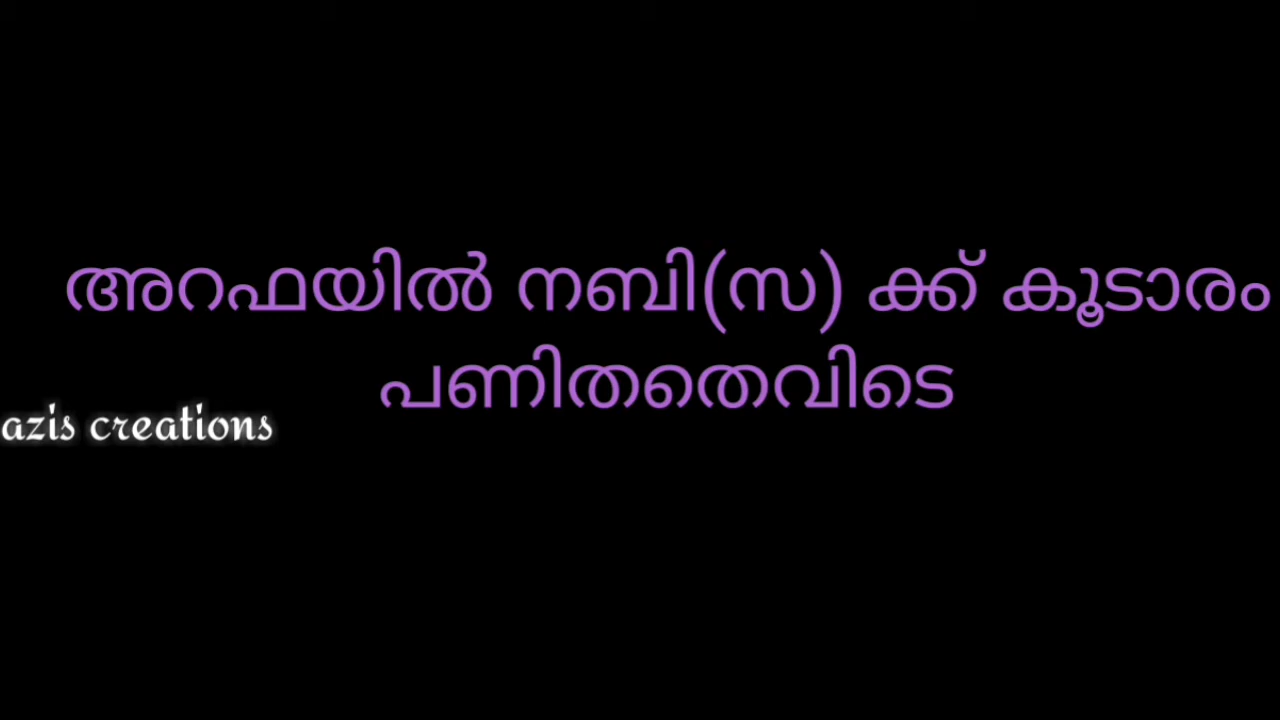 അറഫയിൽ നബി(സ) ക്ക് കൂടാരം
പണിതതെവിടെ
azis creations